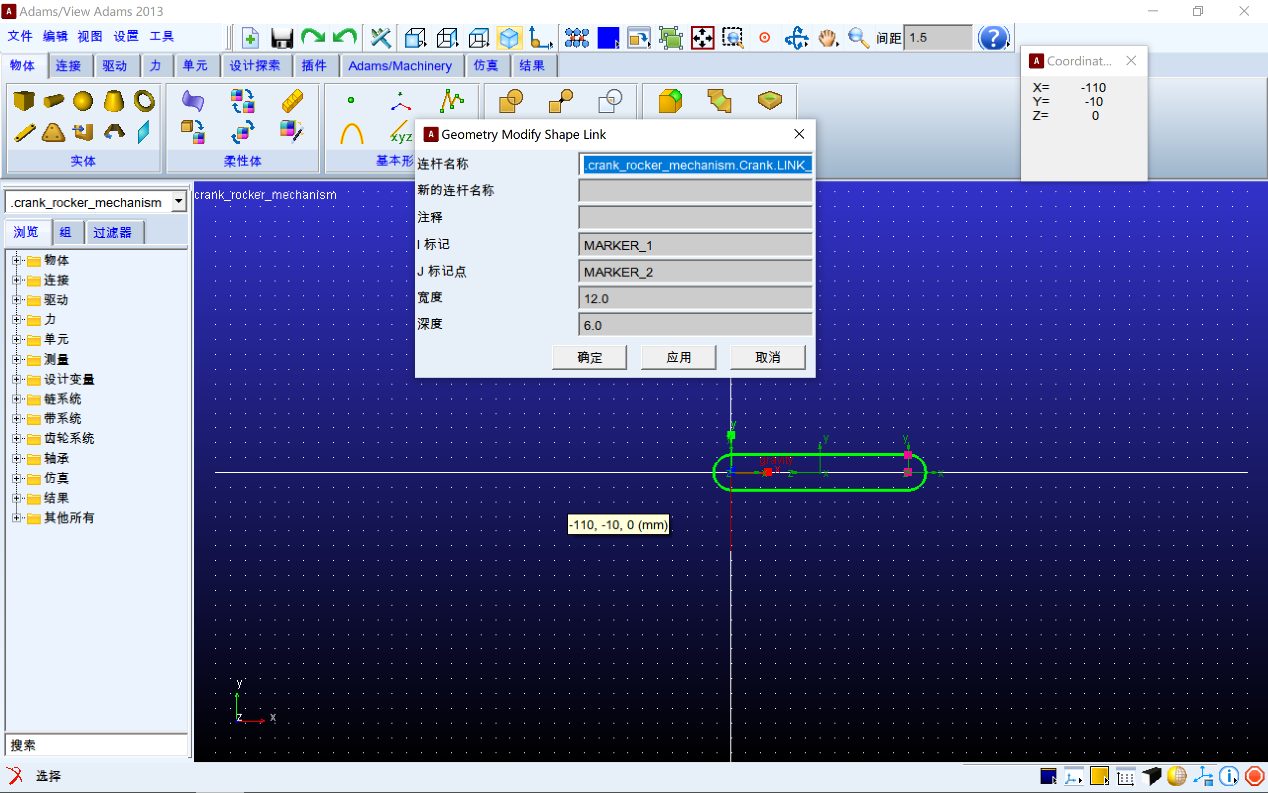 Adams/View Adams 2013
文件 编辑 视图 设置 工具
间距 1.5
物体 连接 驱动 力 单元 设计探索 插件 Adams/Machinery 仿真 结果
Coordinat...
X= -110
Y= -10
Z= 0
xyz
实体 柔性体 基本形
Geometry Modify Shape Link
连杆名称 crank_rocker_mechanism.Crank.LINK_
新的连杆名称
注释
I 标记 MARKER_1
J 标记点 MARKER_2
宽度 12.0
深度 6.0
确定 应用 取消
.crank_rocker_mechanism
crank_rocker_mechanism
浏览 组 过滤器
物体
连接
驱动
力
单元
测量
设计变量
链系统
带系统
齿轮系统
轴承
仿真
结果
其他所有
y y y
gravity
x x
-110, -10, 0 (mm)
y
z x
搜索
选择